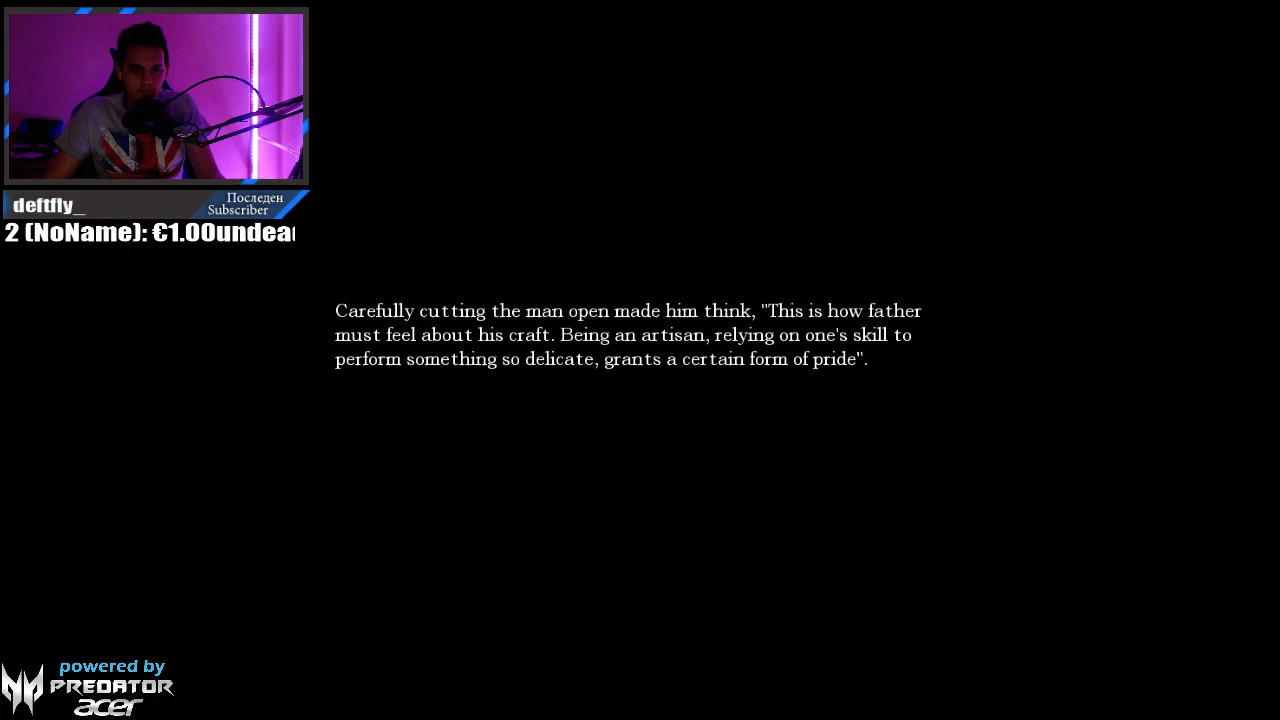 deftfly_
Последен
Subscriber
2 (NoName): €1.00undea
Carefully cutting the man open made him think, "This is how father
must feel about his craft. Being an artisan, relying on one's skill to
perform something so delicate, grants a certain form of pride".
powered by
PREDATOR
acer